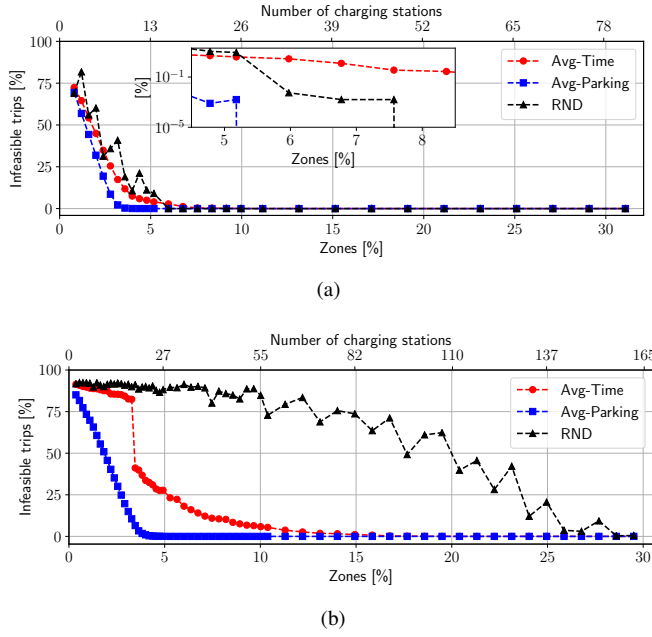 Number of charging stations
0 13 26 39 52 65 78
100
75
50
25
0
Infeasible trips [%]
[%]
10⁻¹
10⁻⁵
5 6 7 8
Zones [%]
Avg-Time
Avg-Parking
RND
0 5 10 15 20 25 30
Zones [%]
(a)
Number of charging stations
0 27 55 82 110 137 165
100
75
50
25
0
Infeasible trips [%]
Avg-Time
Avg-Parking
RND
0 5 10 15 20 25 30
Zones [%]
(b)